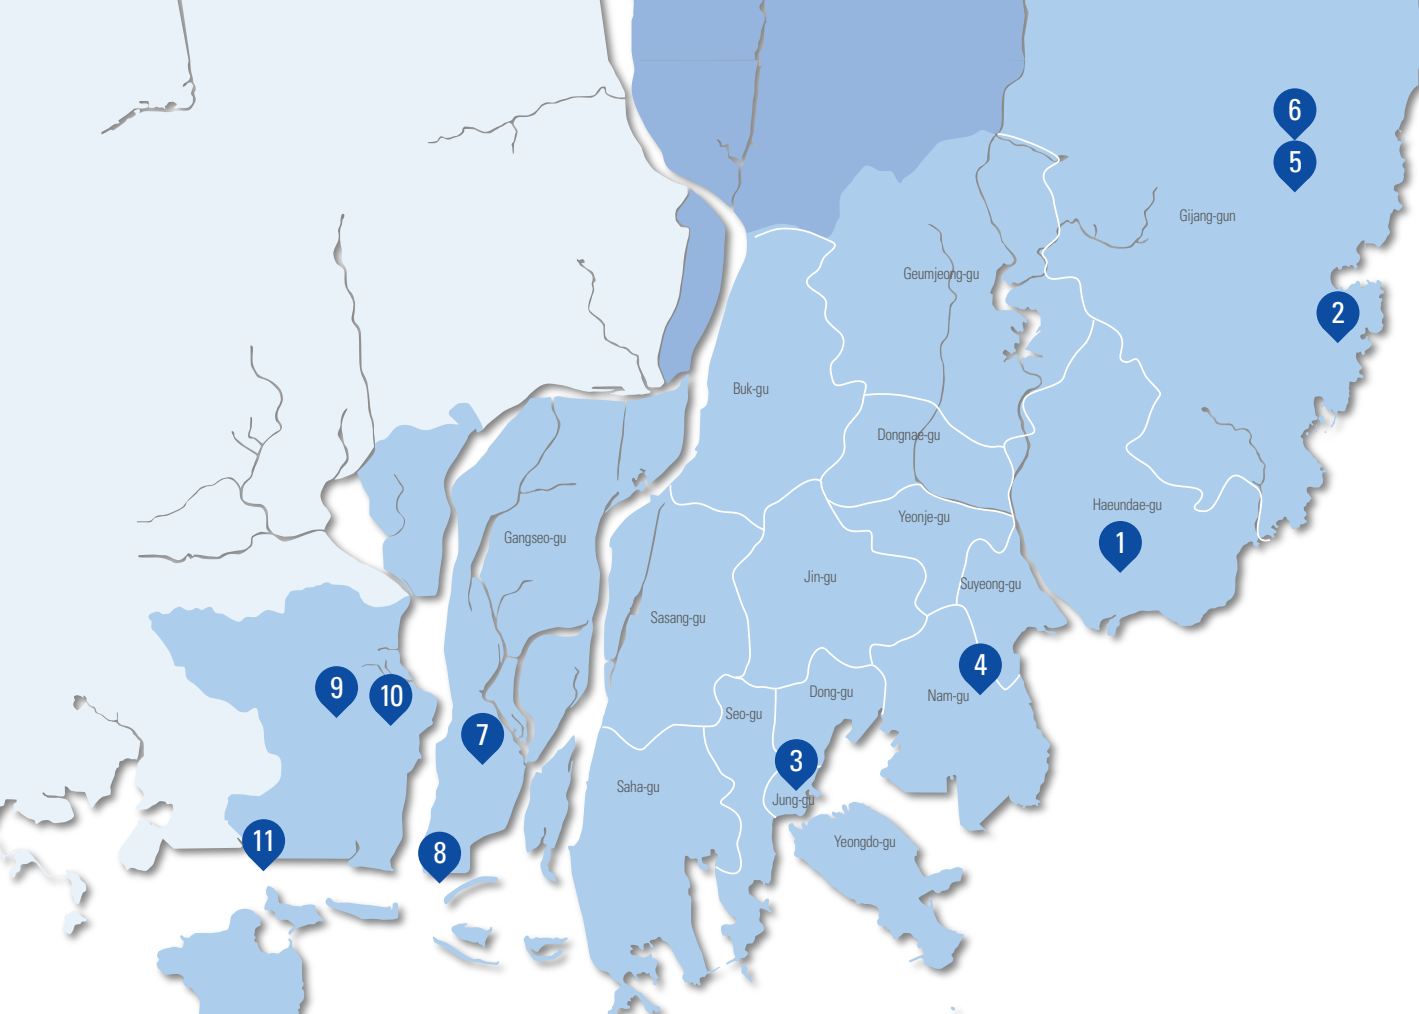 6
5
Gijang-gun
Geumjeong-gu
2
Buk-gu
Dongnae-gu
Haeundae-gu
Yeonje-gu
Gangseo-gu
1
Jin-gu
Suyeong-gu
Sasang-gu
4
9
10
Dong-gu
Nam-gu
Seo-gu
7
3
Saha-gu
Jung-gu
11
8
Yeongdo-gu